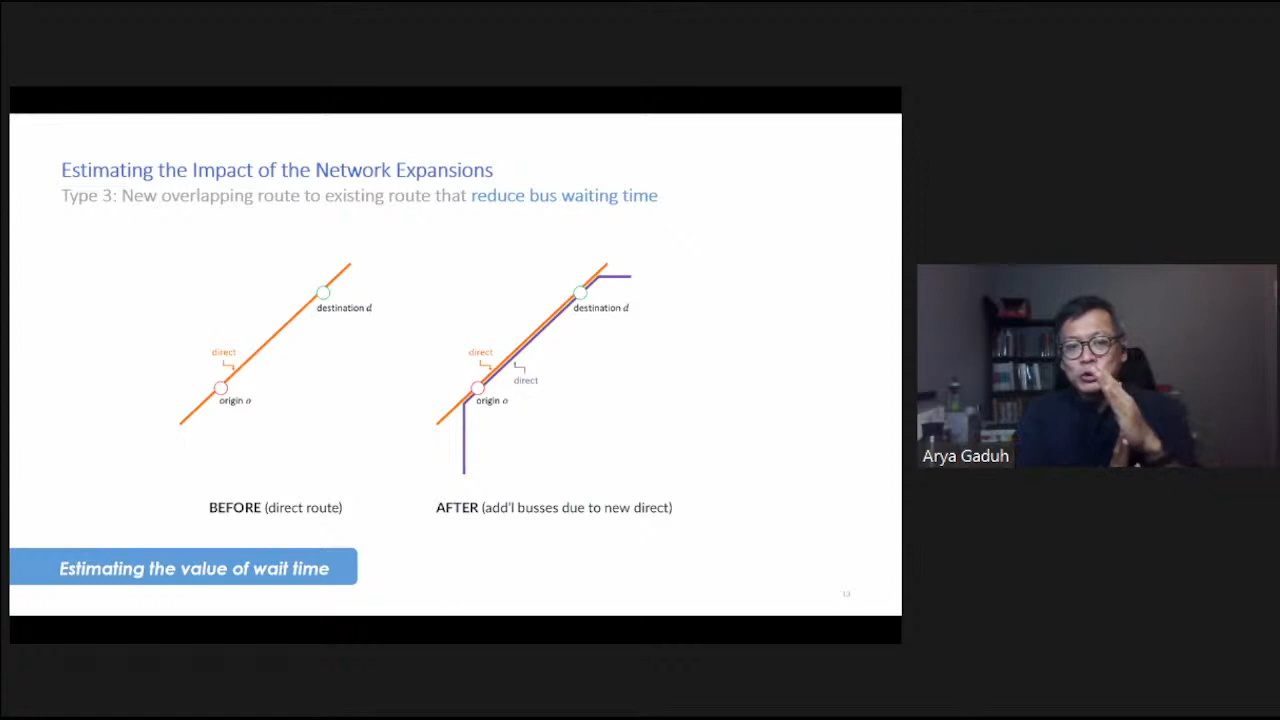 Estimating the Impact of the Network Expansions
Type 3: New overlapping route to existing route that reduce bus waiting time
destination d
direct
origin o
destination d
direct
direct
origin o
BEFORE (direct route)
AFTER (add'l busses due to new direct)
Estimating the value of wait time
13
Arya Gaduh